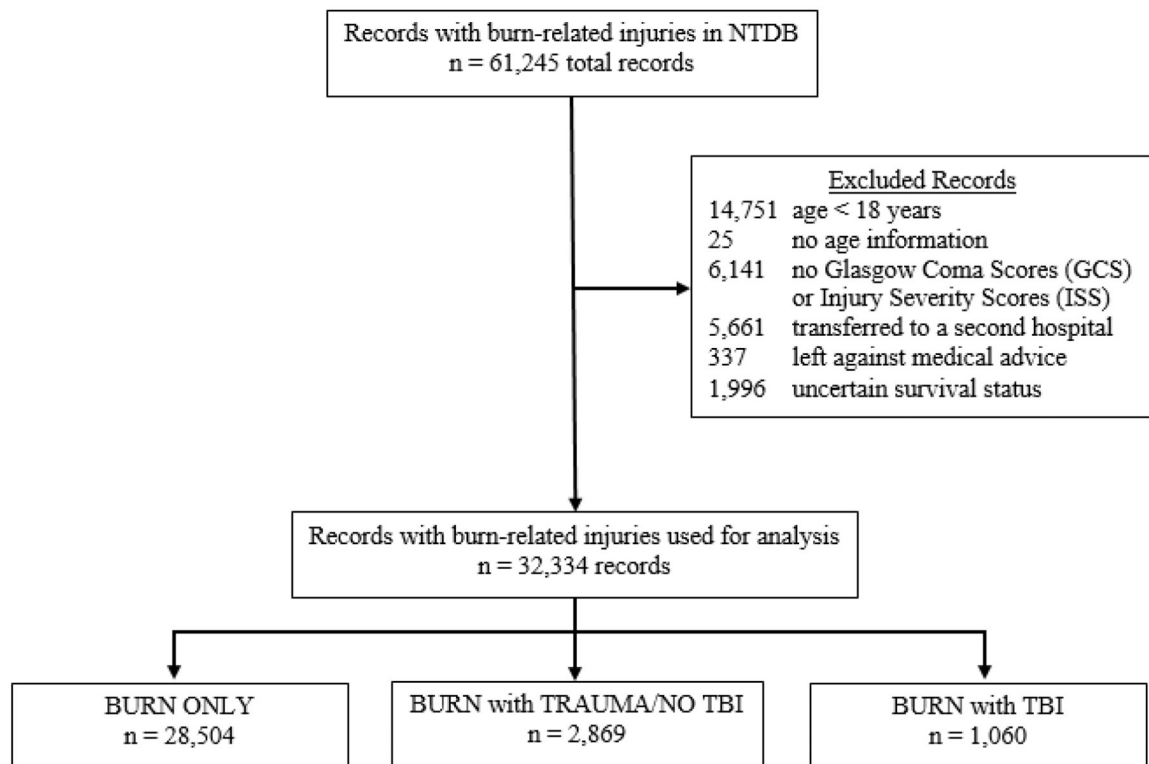 Records with burn-related injuries in NTDB
n = 61,245 total records
Excluded Records
14,751 age < 18 years
25 no age information
6,141 no Glasgow Coma Scores (GCS)
or Injury Severity Scores (ISS)
5,661 transferred to a second hospital
337 left against medical advice
1,996 uncertain survival status
Records with burn-related injuries used for analysis
n = 32,334 records
BURN ONLY
n = 28,504
BURN with TRAUMA/NO TBI
n = 2,869
BURN with TBI
n = 1,060